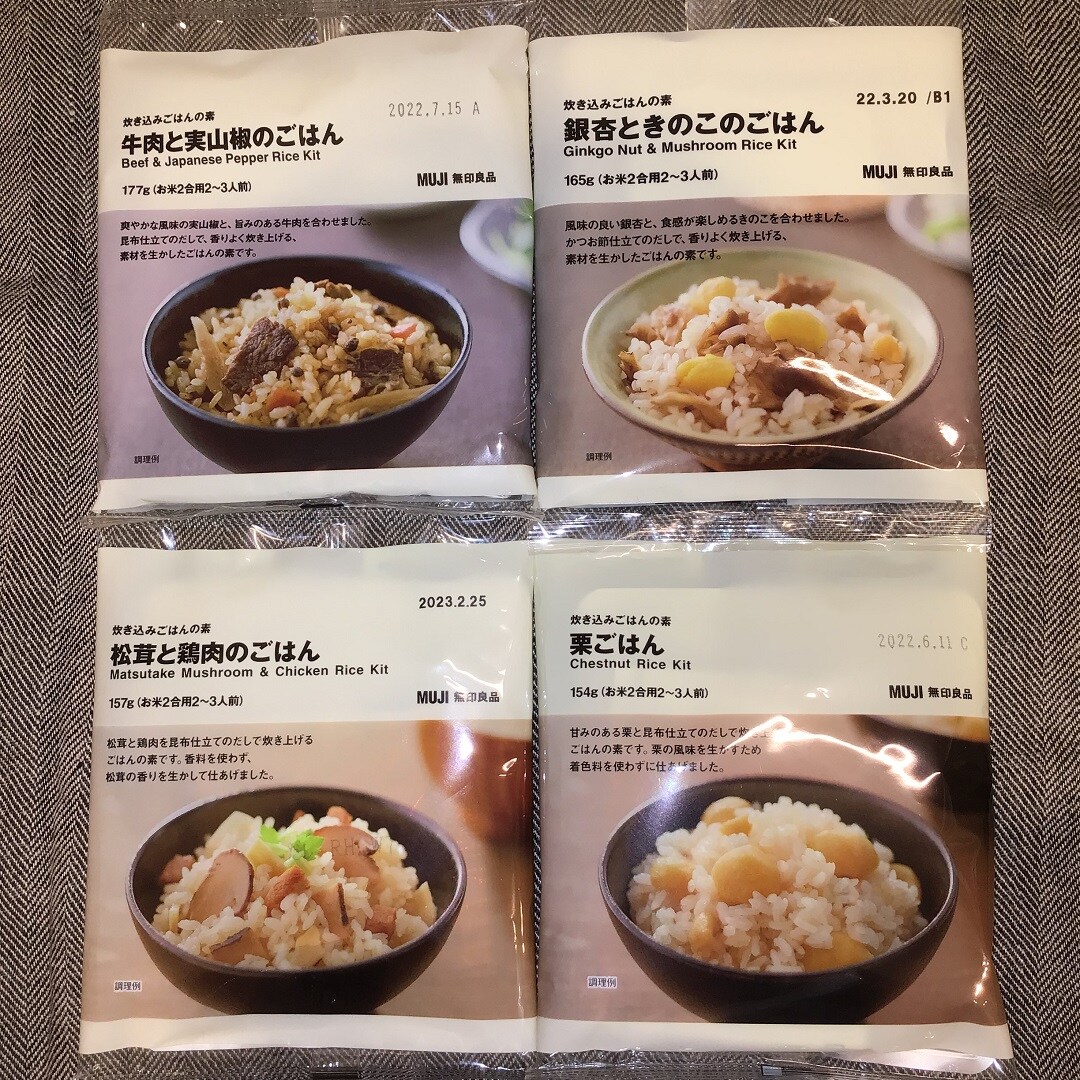 2022.7.15 A
炊き込みごはんの素
牛肉と実山椒のごはん
Beef & Japanese Pepper Rice Kit
177g(お米2合用2〜3人前)
MUJI 無印良品
爽やかな風味の実山椒と、旨みのある牛肉を合わせました。
昆布仕立てのだしで、香りよく炊き上げる、
素材を生かしたごはんの素です。
調理例
22.3.20 /B1
炊き込みごはんの素
銀杏ときのこのごはん
Ginkgo Nut & Mushroom Rice Kit
165g(お米2合用2〜3人前)
MUJI 無印良品
風味の良い銀杏と、食感が楽しめるきのこを合わせました。
かつお節仕立てのだしで、香りよく炊き上げる、
素材を生かしたごはんの素です。
調理例
2023.2.25
炊き込みごはんの素
松茸と鶏肉のごはん
Matsutake Mushroom & Chicken Rice Kit
157g(お米2合用2〜3人前)
MUJI 無印良品
松茸と鶏肉を昆布仕立てのだしで炊き上げる
ごはんの素です。香料を使わず、
松茸の香りを生かして仕あげました。
調理例
2022.6.11 C
炊き込みごはんの素
栗ごはん
Chestnut Rice Kit
154g(お米2合用2〜3人前)
MUJI 無印良品
甘みのある栗と昆布仕立てのだしで炊き上
ごはんの素です。栗の風味を生かすため
着色料を使わずに仕あげました。
調理例